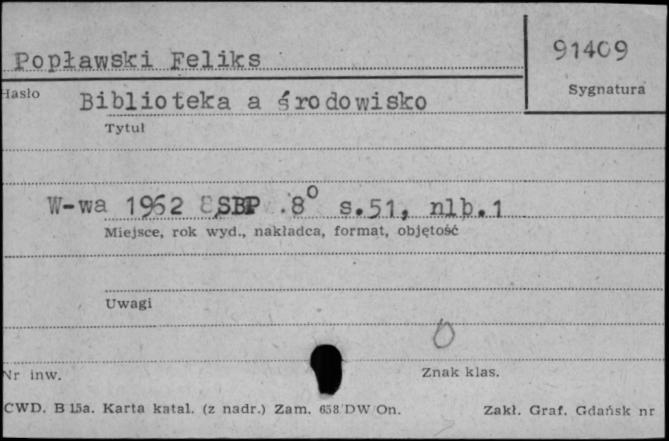 91409
Popławski Feliks
Sygnatura
Hasło
Biblioteka a środowisko
Tytuł
W-wa 1962 SBP .8° s.51, nlb.1
Miejsce, rok wyd., nakładca, format, objętość
Uwagi
0
Nr inw.
Znak klas.
CWD. B 15a. Karta katal. (z nadr.) Zam. 658/DW/On.
Zakł. Graf. Gdańsk nr